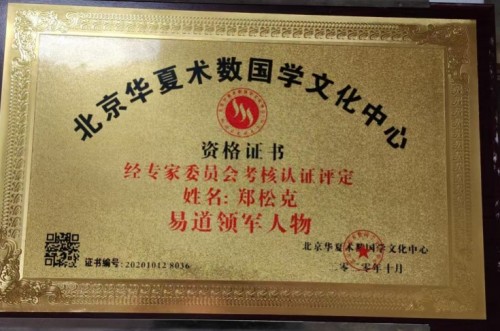 北京华夏术数国学文化中心
资格证书
经专家委员会考核认证评定
姓名: 郑松克
易道领军人物
北京华夏术数国学文化中心
证书编号: 20201012 8036
二〇二〇年十月